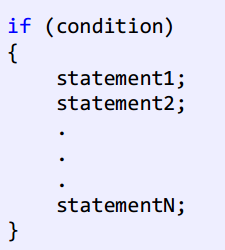 if (condition)
{
    statement1;
    statement2;
    .
    .
    .
    statementN;
}